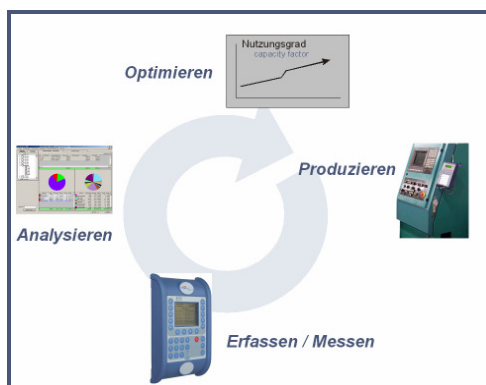 Nutzungsgrad
capacity factor
Optimieren
Produzieren
Analysieren
Erfassen / Messen